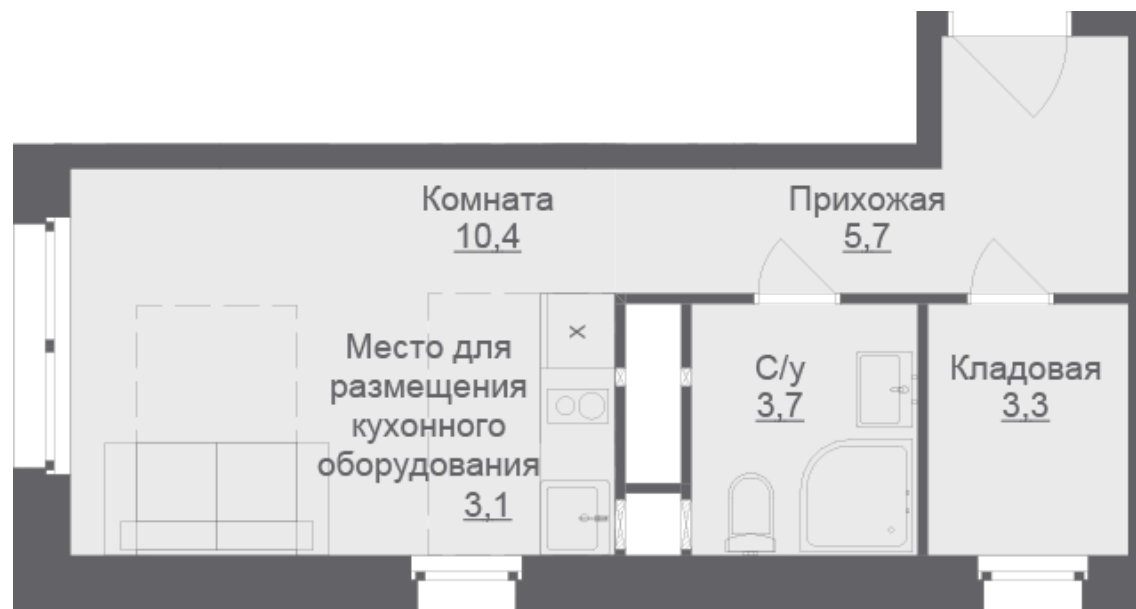 Комната
10,4
Прихожая
5,7
Место для
размещения
кухонного
оборудования
3,1
X
С/у
3,7
Кладовая
3,3